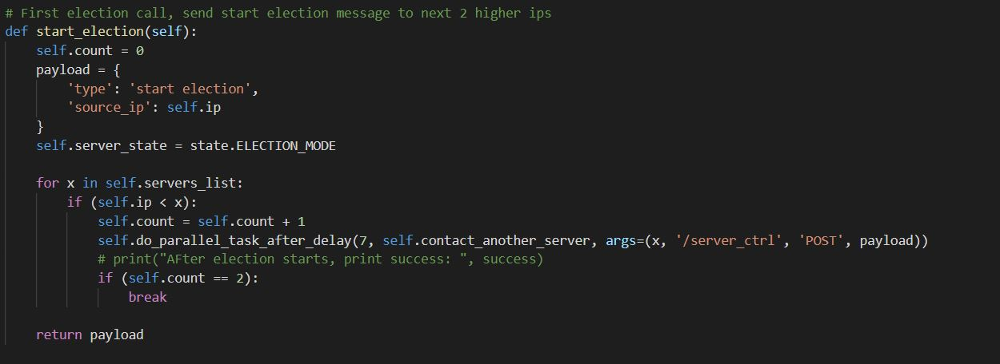 # First election call, send start election message to next 2 higher ips
def start_election(self):
    self.count = 0
    payload = {
        'type': 'start election',
        'source_ip': self.ip
    }
    self.server_state = state.ELECTION_MODE

    for x in self.servers_list:
        if (self.ip < x):
            self.count = self.count + 1
            self.do_parallel_task_after_delay(7, self.contact_another_server, args=(x, '/server_ctrl', 'POST', payload))
            # print("AFter election starts, print success: ", success)
            if (self.count == 2):
                break

    return payload